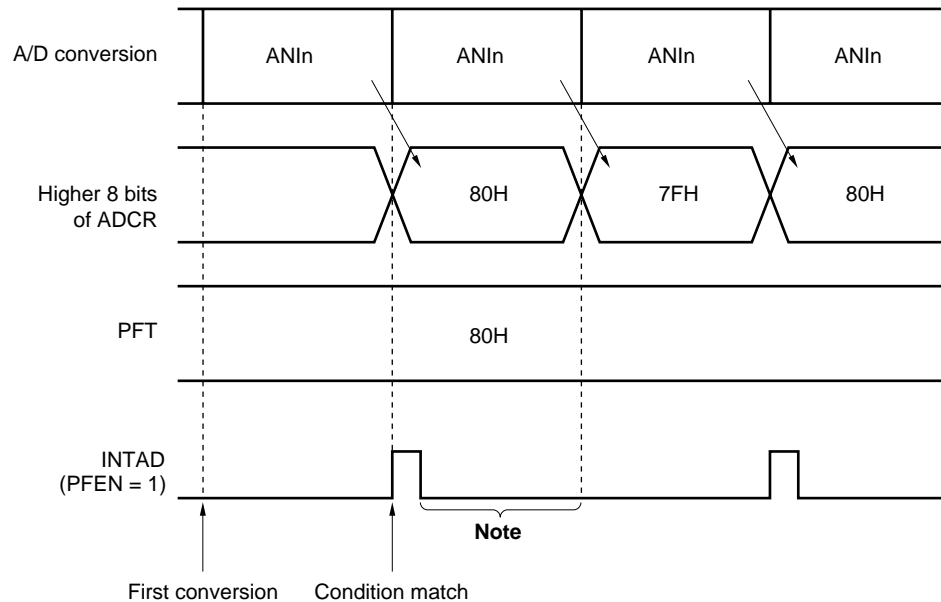 A/D conversion
ANIn
ANIn
ANIn
ANIn
Higher 8 bits
of ADCR
80H
7FH
80H
PFT
80H
INTAD
(PFEN = 1)
Note
First conversion
Condition match